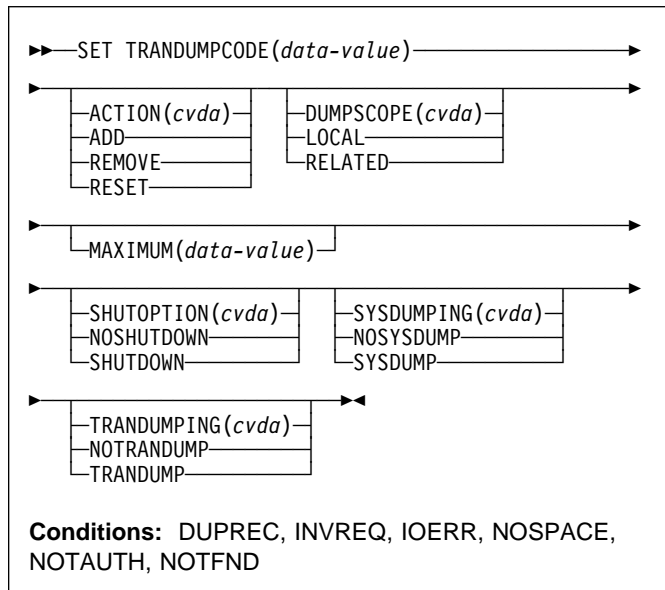 SET TRANDUMPCODE(data-value)
ACTION(cvda) DUMPSCOPE(cvda)
ADD LOCAL
REMOVE RELATED
RESET
MAXIMUM(data-value)
SHUTOPTION(cvda) SYSDUMPING(cvda)
NOSHUTDOWN NOSYSDUMP
SHUTDOWN SYSDUMP
TRANDUMPING(cvda)
NOTRANDUMP
TRANDUMP
Conditions: DUPREC, INVREQ, IOERR, NOSPACE,
NOTAUTH, NOTFND